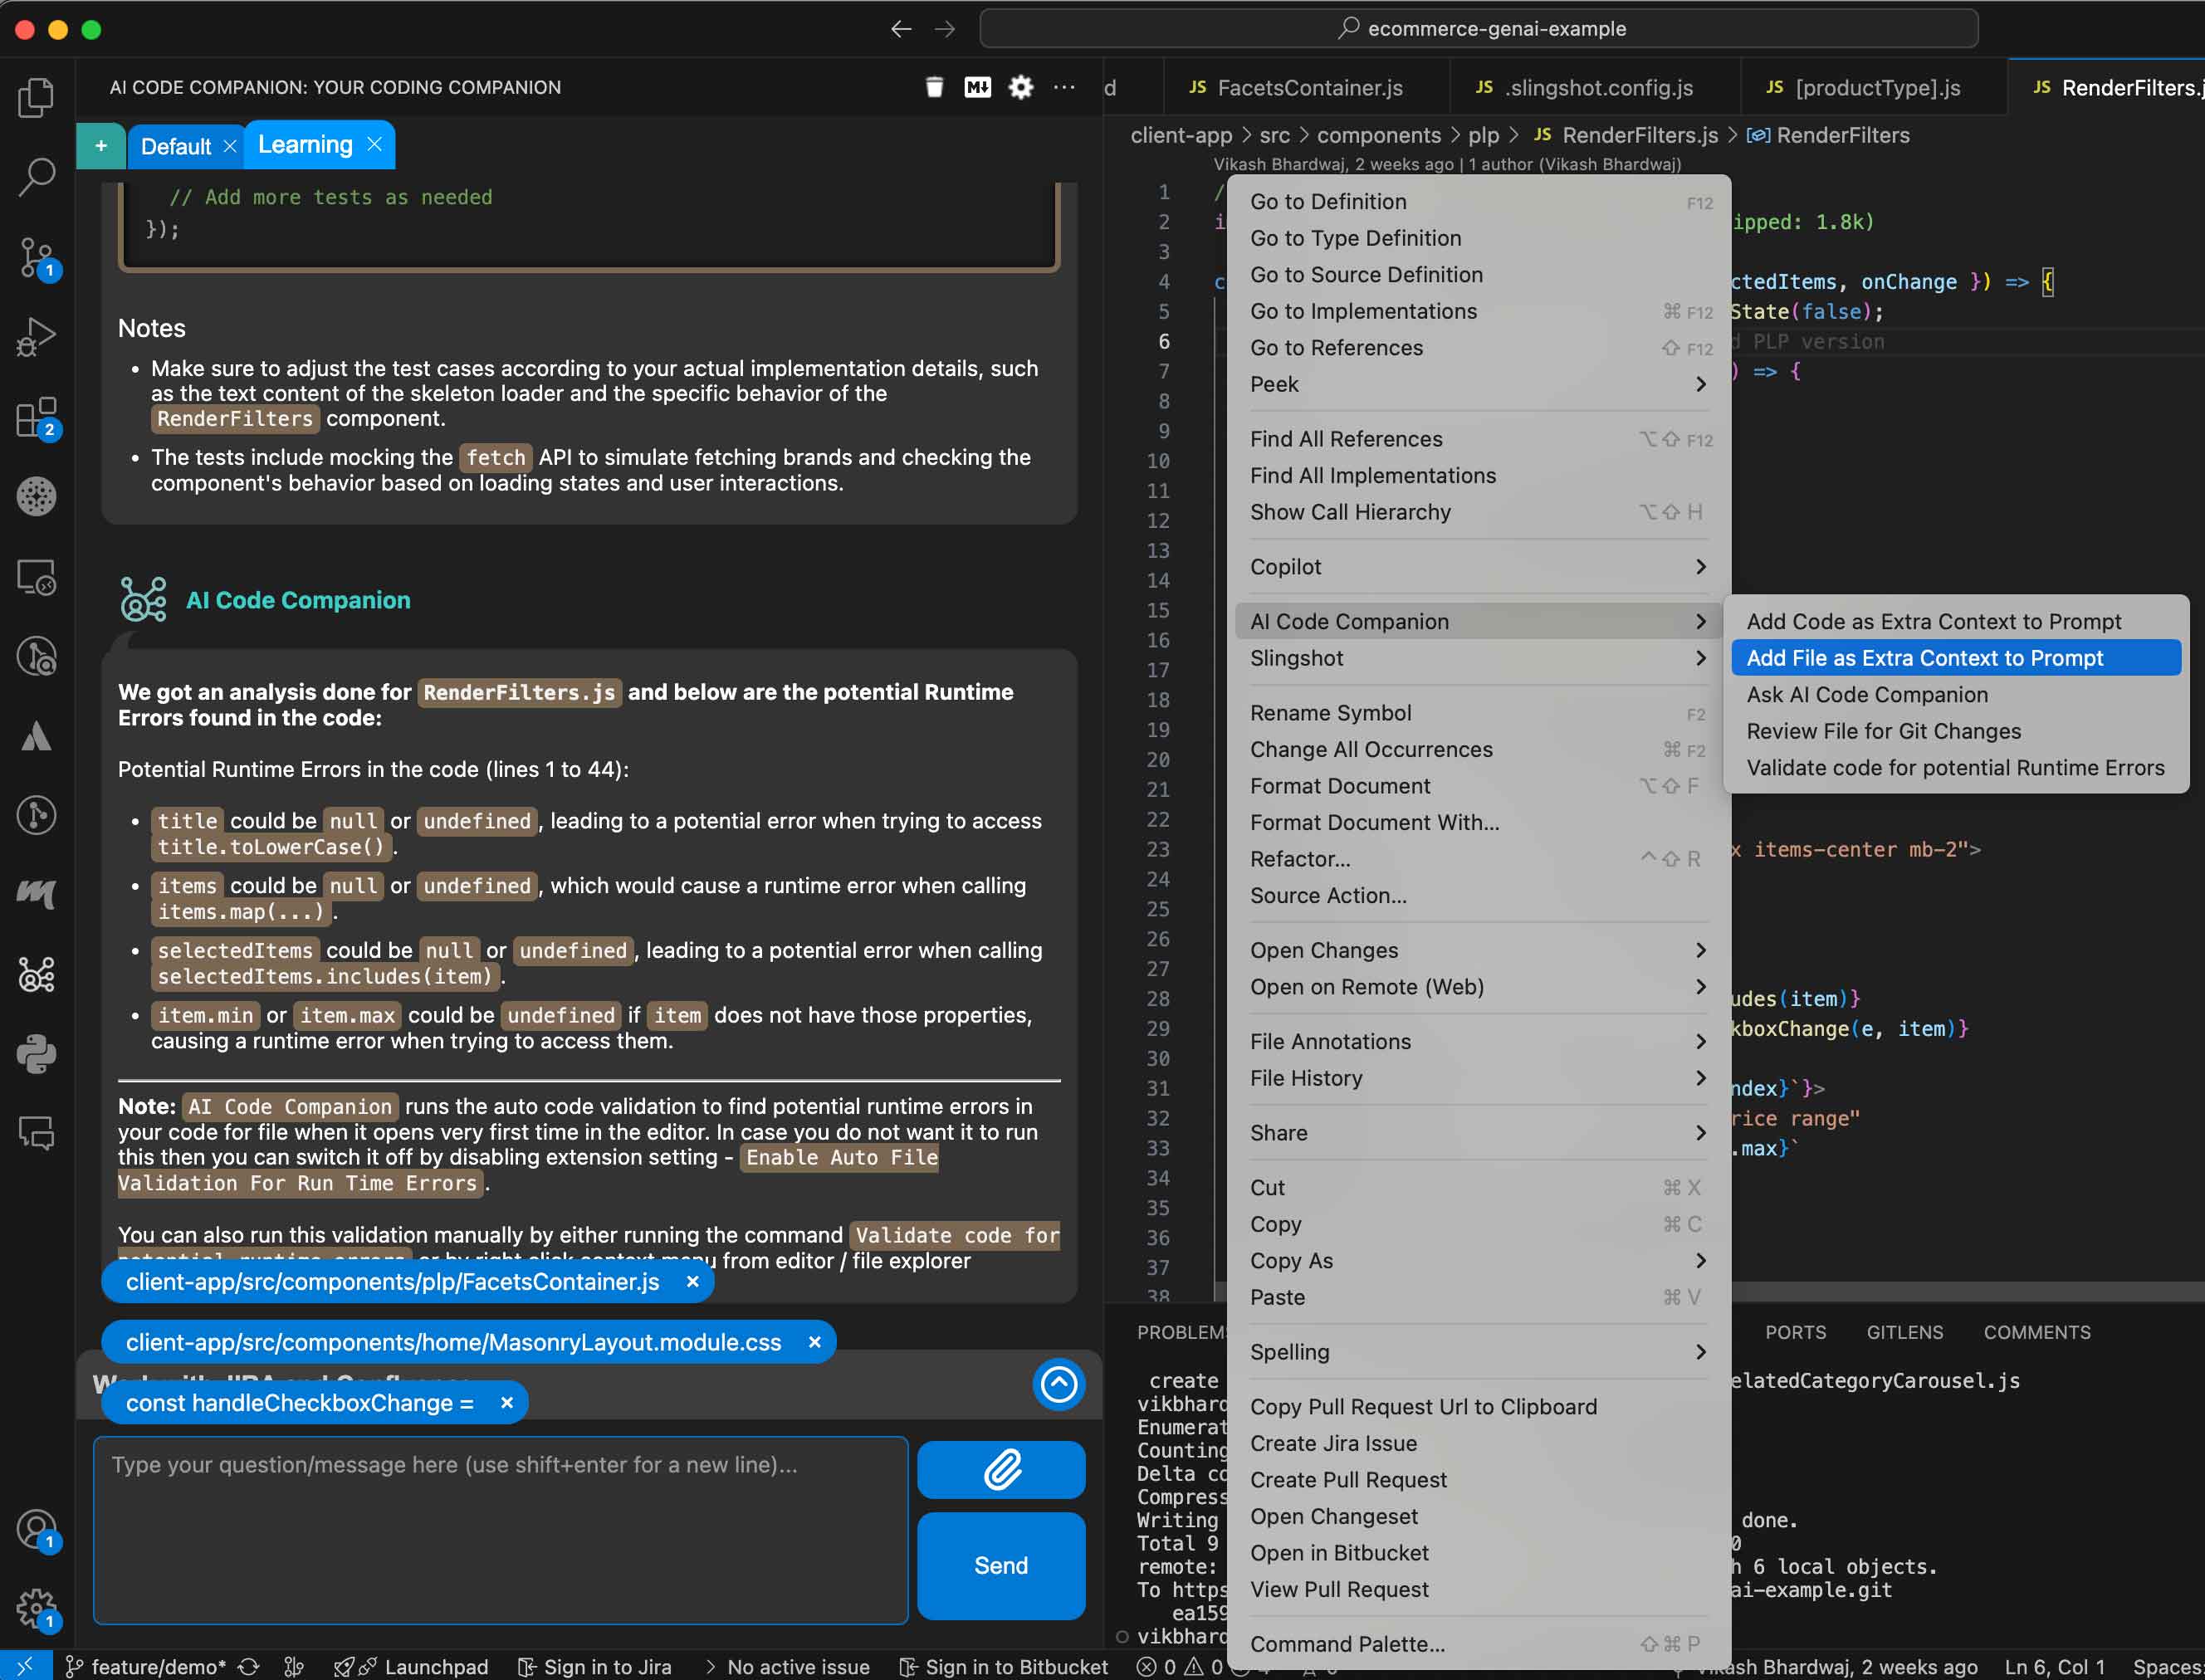 ecommerce-genai-example
AI CODE COMPANION: YOUR CODING COMPANION
+ Default × Learning ×
// Add more tests as needed
});
Notes
• Make sure to adjust the test cases according to your actual implementation details, such
as the text content of the skeleton loader and the specific behavior of the
RenderFilters component.
• The tests include mocking the fetch API to simulate fetching brands and checking the
component's behavior based on loading states and user interactions.
AI Code Companion
We got an analysis done for RenderFilters.js and below are the potential Runtime
Errors found in the code:
Potential Runtime Errors in the code (lines 1 to 44):
• title could be null or undefined, leading to a potential error when trying to access
title.toLowerCase().
• items could be null or undefined, which would cause a runtime error when calling
items.map(...).
• selectedItems could be null or undefined, leading to a potential error when calling
selectedItems.includes(item).
• item.min or item.max could be undefined if item does not have those properties,
causing a runtime error when trying to access them.
Note: AI Code Companion runs the auto code validation to find potential runtime errors in
your code for file when it opens very first time in the editor. In case you do not want it to run
this then you can switch it off by disabling extension setting - Enable Auto File
Validation For Run Time Errors.
You can also run this validation manually by either running the command Validate code for
from editor / file explorer
client-app/src/components/plp/FacetsContainer.js ×
client-app/src/components/home/MasonryLayout.module.css ×
const handleCheckboxChange = ×
Type your question/message here (use shift+enter for a new line)...
Send
1
2
1
1
d
JS FacetsContainer.js
JS .slingshot.config.js
JS [productType].js
JS RenderFilters.j
client-app > src > components > plp > JS RenderFilters.js > RenderFilters
Vikash Bhardwaj, 2 weeks ago | 1 author (Vikash Bhardwaj)
1 /
2 i ipped: 1.8k)
3
4 c ctedItems, onChange }) => {
5 State(false);
6 d PLP version
7 ) => {
8
9
10
11
12
13
14
15
16
17
18
19
20
21
22
23 x items-center mb-2">
24
25
26
27
28 udes(item)}
29 kboxChange(e, item)}
30
31 ndex}`}>
32 rice range"
33 .max}`
34
35
36
37
38
Go to Definition F12
Go to Type Definition
Go to Source Definition
Go to Implementations ⌘ F12
Go to References ⇧ F12
Peek
Find All References ⌥⇧ F12
Find All Implementations
Show Call Hierarchy ⌥⇧ H
Copilot
AI Code Companion
Slingshot
Rename Symbol F2
Change All Occurrences ⌘ F2
Format Document ⌥⇧ F
Format Document With...
Refactor... ^⇧ R
Source Action...
Open Changes
Open on Remote (Web)
File Annotations
File History
Share
Cut ⌘ X
Copy ⌘ C
Copy As
Paste ⌘ V
Spelling
Copy Pull Request Url to Clipboard
Create Jira Issue
Create Pull Request
Open Changeset
Open in Bitbucket
View Pull Request
Command Palette... ⇧⌘ P
Add Code as Extra Context to Prompt
Add File as Extra Context to Prompt
Ask AI Code Companion
Review File for Git Changes
Validate code for potential Runtime Errors
PROBLEM PORTS GITLENS COMMENTS
create elatedCategoryCarousel.js
vikbhard
Enumerat
Counting
Delta co
Compress
Writing done.
Total 9 0
remote: h 6 local objects.
To https ai-example.git
ea159
vikbhard
feature/demo* Launchpad Sign in to Jira > No active issue Sign in to Bitbucket 0 0 Vikash Bhardwaj, 2 weeks ago Ln 6, Col 1 Spaces